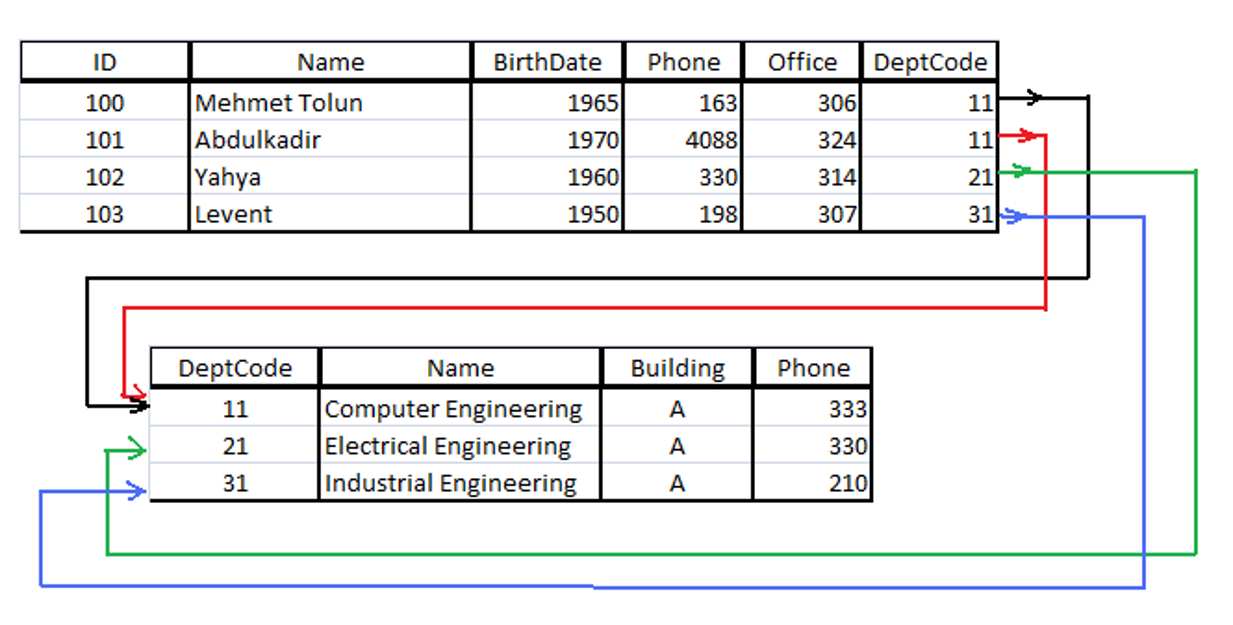 ID Name BirthDate Phone Office DeptCode
100 Mehmet Tolun 1965 163 306 11
101 Abdulkadir 1970 4088 324 11
102 Yahya 1960 330 314 21
103 Levent 1950 198 307 31
DeptCode Name Building Phone
11 Computer Engineering A 333
21 Electrical Engineering A 330
31 Industrial Engineering A 210